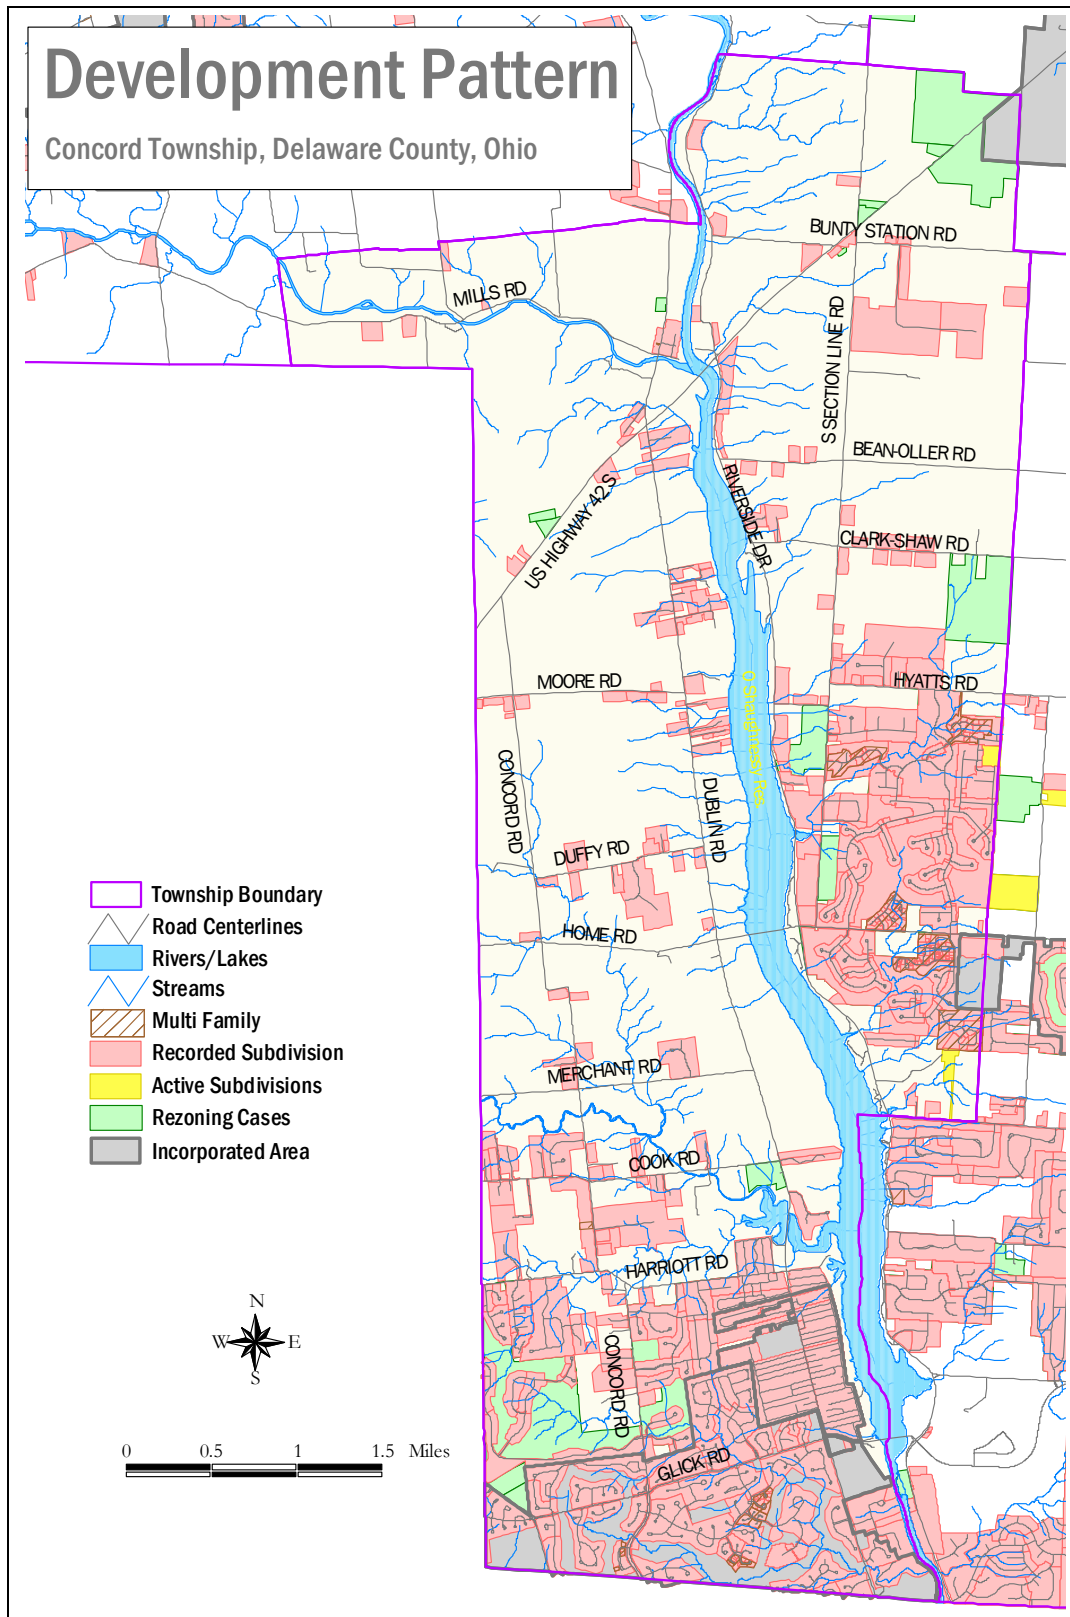 Development Pattern
Concord Township, Delaware County, Ohio
BUNTY STATION RD
MILLS RD
S SECTION LINE RD
BEAN-OLLER RD
RIVERSIDE DR
US HIGHWAY 42 S
CLARK-SHAW RD
MOORE RD
HYATTS RD
O Shaughnessy Res
CONCORD RD
DUBLIN RD
DUFFY RD
HOME RD
MERCHANT RD
COOK RD
HARRIOTT RD
CONCORD RD
GLICK RD
Township Boundary
Road Centerlines
Rivers/Lakes
Streams
Multi Family
Recorded Subdivision
Active Subdivisions
Rezoning Cases
Incorporated Area
N
W E
S
0 0.5 1 1.5 Miles